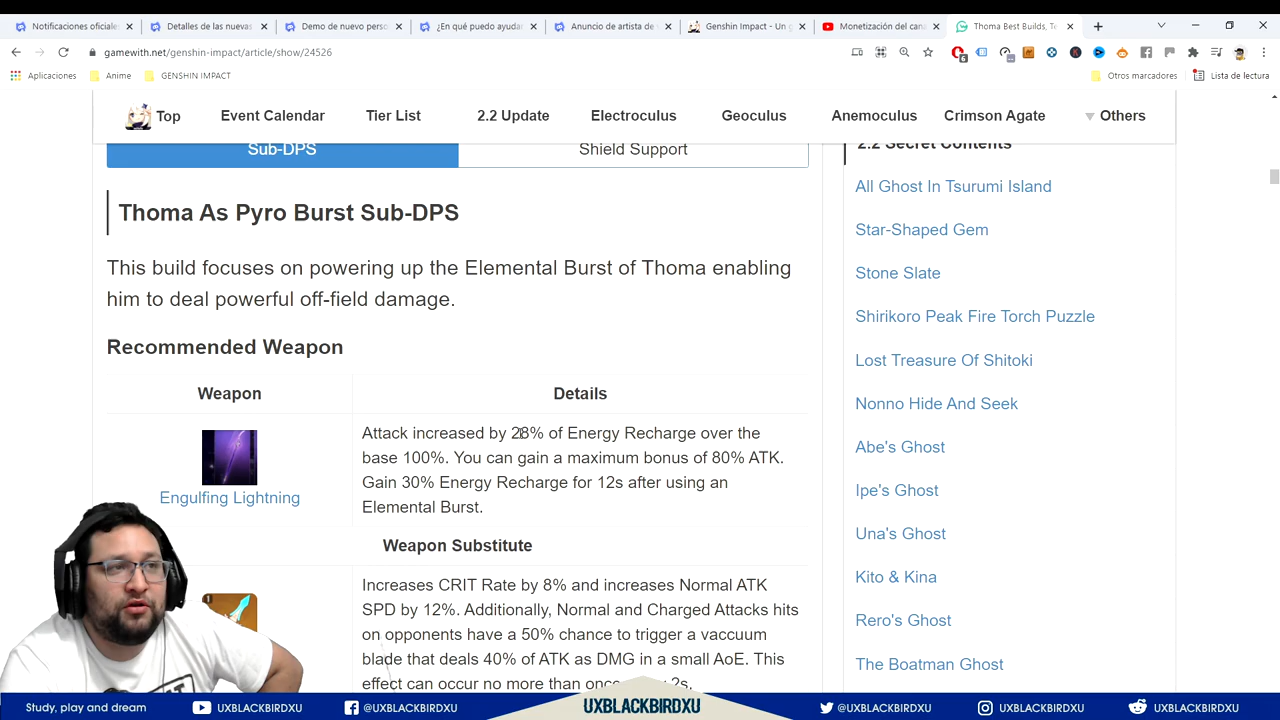 Notificaciones oficiale
Detalles de las nuevas
Demo de nuevo perso
¿En qué puedo ayudar
Anuncio de artista de
Genshin Impact - Un g
Monetización del cana
Thoma Best Builds, Te
gamewith.net/genshin-impact/article/show/24526
Aplicaciones
Anime
GENSHIN IMPACT
Otros marcadores
Lista de lectura
Top
Event Calendar
Tier List
2.2 Update
Electroculus
Geoculus
Anemoculus
Crimson Agate
Others
Sub-DPS
Shield Support
2.2 Secret Contents
All Ghost In Tsurumi Island
Star-Shaped Gem
Stone Slate
Shirikoro Peak Fire Torch Puzzle
Lost Treasure Of Shitoki
Nonno Hide And Seek
Abe's Ghost
Ipe's Ghost
Una's Ghost
Kito & Kina
Rero's Ghost
The Boatman Ghost
Thoma As Pyro Burst Sub-DPS
This build focuses on powering up the Elemental Burst of Thoma enabling
him to deal powerful off-field damage.
Recommended Weapon
Weapon
Details
Engulfing Lightning
Attack increased by 28% of Energy Recharge over the
base 100%. You can gain a maximum bonus of 80% ATK.
Gain 30% Energy Recharge for 12s after using an
Elemental Burst.
Weapon Substitute
Increases CRIT Rate by 8% and increases Normal ATK
SPD by 12%. Additionally, Normal and Charged Attacks hits
on opponents have a 50% chance to trigger a vaccuum
blade that deals 40% of ATK as DMG in a small AoE. This
effect can occur no more than once 2s.
Study, play and dream
UXBLACKBIRDXU
@UXBLACKBIRDXU
UXBLACKBIRDXU
@UXBLACKBIRDXU
UXBLACKBIRDXU
UXBLACKBIRDXU